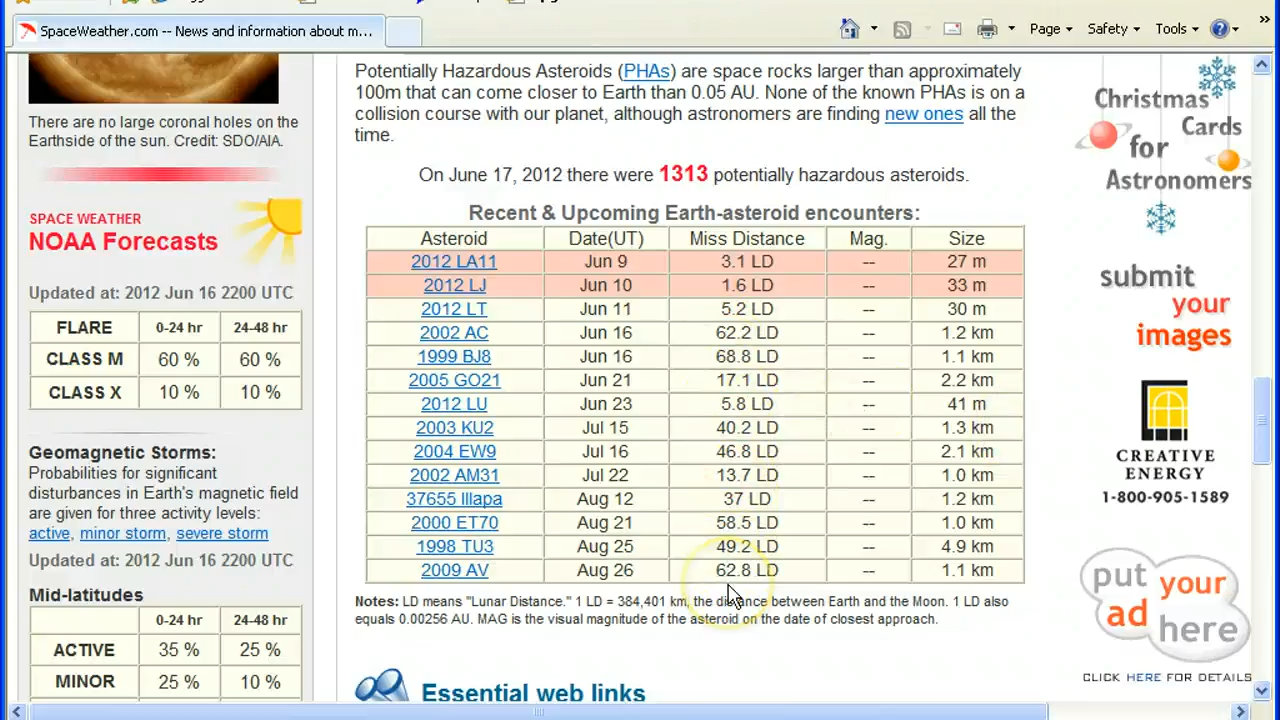 SpaceWeather.com -- News and information about m...
Page
Safety
Tools
There are no large coronal holes on the
Earthside of the sun. Credit: SDO/AIA.
SPACE WEATHER
NOAA Forecasts
Updated at: 2012 Jun 16 2200 UTC
FLARE 0-24 hr 24-48 hr
CLASS M 60 % 60 %
CLASS X 10 % 10 %
Geomagnetic Storms:
Probabilities for significant
disturbances in Earth's magnetic field
are given for three activity levels:
active, minor storm, severe storm
Updated at: 2012 Jun 16 2200 UTC
Mid-latitudes
0-24 hr 24-48 hr
ACTIVE 35 % 25 %
MINOR 25 % 10 %
Potentially Hazardous Asteroids (PHAs) are space rocks larger than approximately
100m that can come closer to Earth than 0.05 AU. None of the known PHAs is on a
collision course with our planet, although astronomers are finding new ones all the
time.
On June 17, 2012 there were 1313 potentially hazardous asteroids.
Recent & Upcoming Earth-asteroid encounters:
Asteroid Date(UT) Miss Distance Mag. Size
2012 LA11 Jun 9 3.1 LD -- 27 m
2012 LJ Jun 10 1.6 LD -- 33 m
2012 LT Jun 11 5.2 LD -- 30 m
2002 AC Jun 16 62.2 LD -- 1.2 km
1999 BJ8 Jun 16 68.8 LD -- 1.1 km
2005 GO21 Jun 21 17.1 LD -- 2.2 km
2012 LU Jun 23 5.8 LD -- 41 m
2003 KU2 Jul 15 40.2 LD -- 1.3 km
2004 EW9 Jul 16 46.8 LD -- 2.1 km
2002 AM31 Jul 22 13.7 LD -- 1.0 km
37655 Illapa Aug 12 37 LD -- 1.2 km
2000 ET70 Aug 21 58.5 LD -- 1.0 km
1998 TU3 Aug 25 49.2 LD -- 4.9 km
2009 AV Aug 26 62.8 LD -- 1.1 km
Notes: LD means "Lunar Distance." 1 LD = 384,401 km, the distance between Earth and the Moon. 1 LD also
equals 0.00256 AU. MAG is the visual magnitude of the asteroid on the date of closest approach.
Essential web links
Christmas
Cards
for
Astronomers
submit
your
images
CREATIVE
ENERGY
1-800-905-1589
put your
ad here
CLICK HERE FOR DETAILS